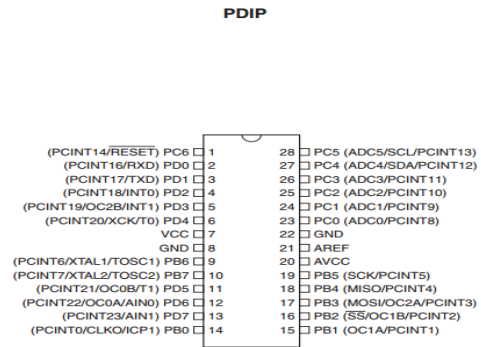 PDIP
(PCINT14/RESET) PC6 1 28 PC5 (ADC5/SCL/PCINT13)
(PCINT16/RXD) PD0 2 27 PC4 (ADC4/SDA/PCINT12)
(PCINT17/TXD) PD1 3 26 PC3 (ADC3/PCINT11)
(PCINT18/INT0) PD2 4 25 PC2 (ADC2/PCINT10)
(PCINT19/OC2B/INT1) PD3 5 24 PC1 (ADC1/PCINT9)
(PCINT20/XCK/T0) PD4 6 23 PC0 (ADC0/PCINT8)
VCC 7 22 GND
GND 8 21 AREF
(PCINT6/XTAL1/TOSC1) PB6 9 20 AVCC
(PCINT7/XTAL2/TOSC2) PB7 10 19 PB5 (SCK/PCINT5)
(PCINT21/OC0B/T1) PD5 11 18 PB4 (MISO/PCINT4)
(PCINT22/OC0A/AIN0) PD6 12 17 PB3 (MOSI/OC2A/PCINT3)
(PCINT23/AIN1) PD7 13 16 PB2 (SS/OC1B/PCINT2)
(PCINT0/CLKO/ICP1) PB0 14 15 PB1 (OC1A/PCINT1)